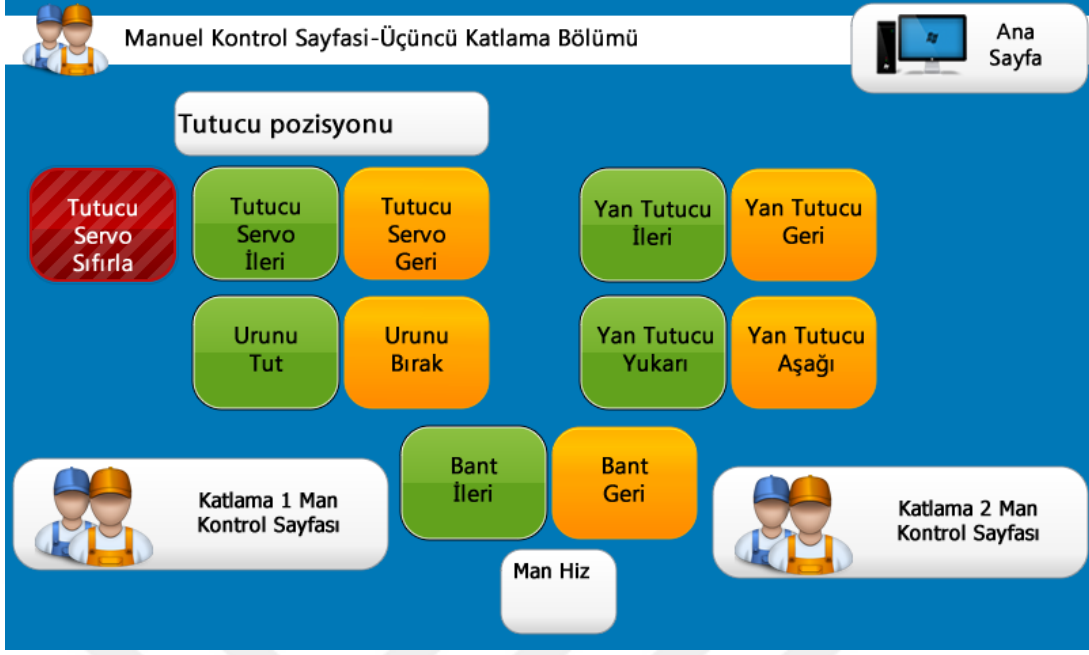 Manuel Kontrol Sayfasi-Üçüncü Katlama Bölümü
Ana
Sayfa
Tutucu pozisyonu
Tutucu
Servo
Sıfırla
Tutucu
Servo
İleri
Tutucu
Servo
Geri
Yan Tutucu
İleri
Yan Tutucu
Geri
Urunu
Tut
Urunu
Bırak
Yan Tutucu
Yukarı
Yan Tutucu
Aşağı
Bant
İleri
Bant
Geri
Katlama 1 Man
Kontrol Sayfası
Katlama 2 Man
Kontrol Sayfası
Man Hiz